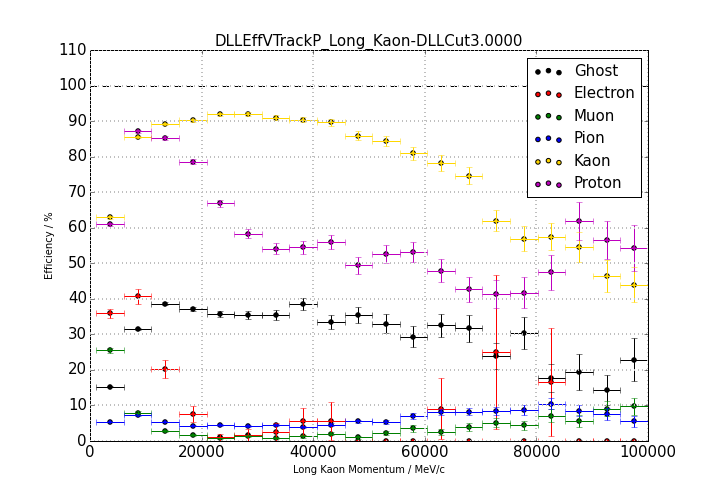 DLLEffVTrackP_Long_Kaon-DLLCut3.0000
110
100
90
80
70
60
50
40
30
20
10
0
Efficiency / %
Ghost
Electron
Muon
Pion
Kaon
Proton
0 20000 40000 60000 80000 100000
Long Kaon Momentum / MeV/c